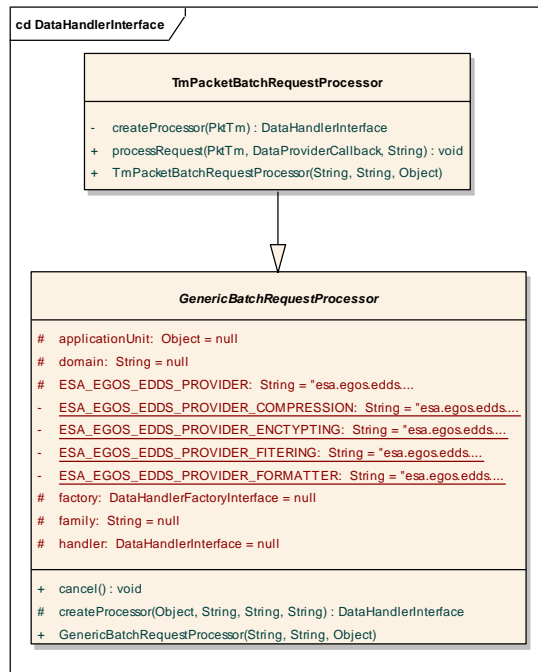 cd DataHandlerInterface
TmPacketBatchRequestProcessor
- createProcessor(PktTm) : DataHandlerInterface
+ processRequest(PktTm, DataProviderCallback, String) : void
+ TmPacketBatchRequestProcessor(String, String, Object)
GenericBatchRequestProcessor
# applicationUnit: Object = null
# domain: String = null
# ESA_EGOS_EDDS_PROVIDER: String = "esa.egos.edds....
- ESA_EGOS_EDDS_PROVIDER_COMPRESSION: String = "esa.egos.edds....
- ESA_EGOS_EDDS_PROVIDER_ENCTYPTING: String = "esa.egos.edds....
- ESA_EGOS_EDDS_PROVIDER_FITERING: String = "esa.egos.edds....
- ESA_EGOS_EDDS_PROVIDER_FORMATTER: String = "esa.egos.edds....
# factory: DataHandlerFactoryInterface = null
# family: String = null
# handler: DataHandlerInterface = null
+ cancel() : void
# createProcessor(Object, String, String, String) : DataHandlerInterface
+ GenericBatchRequestProcessor(String, String, Object)